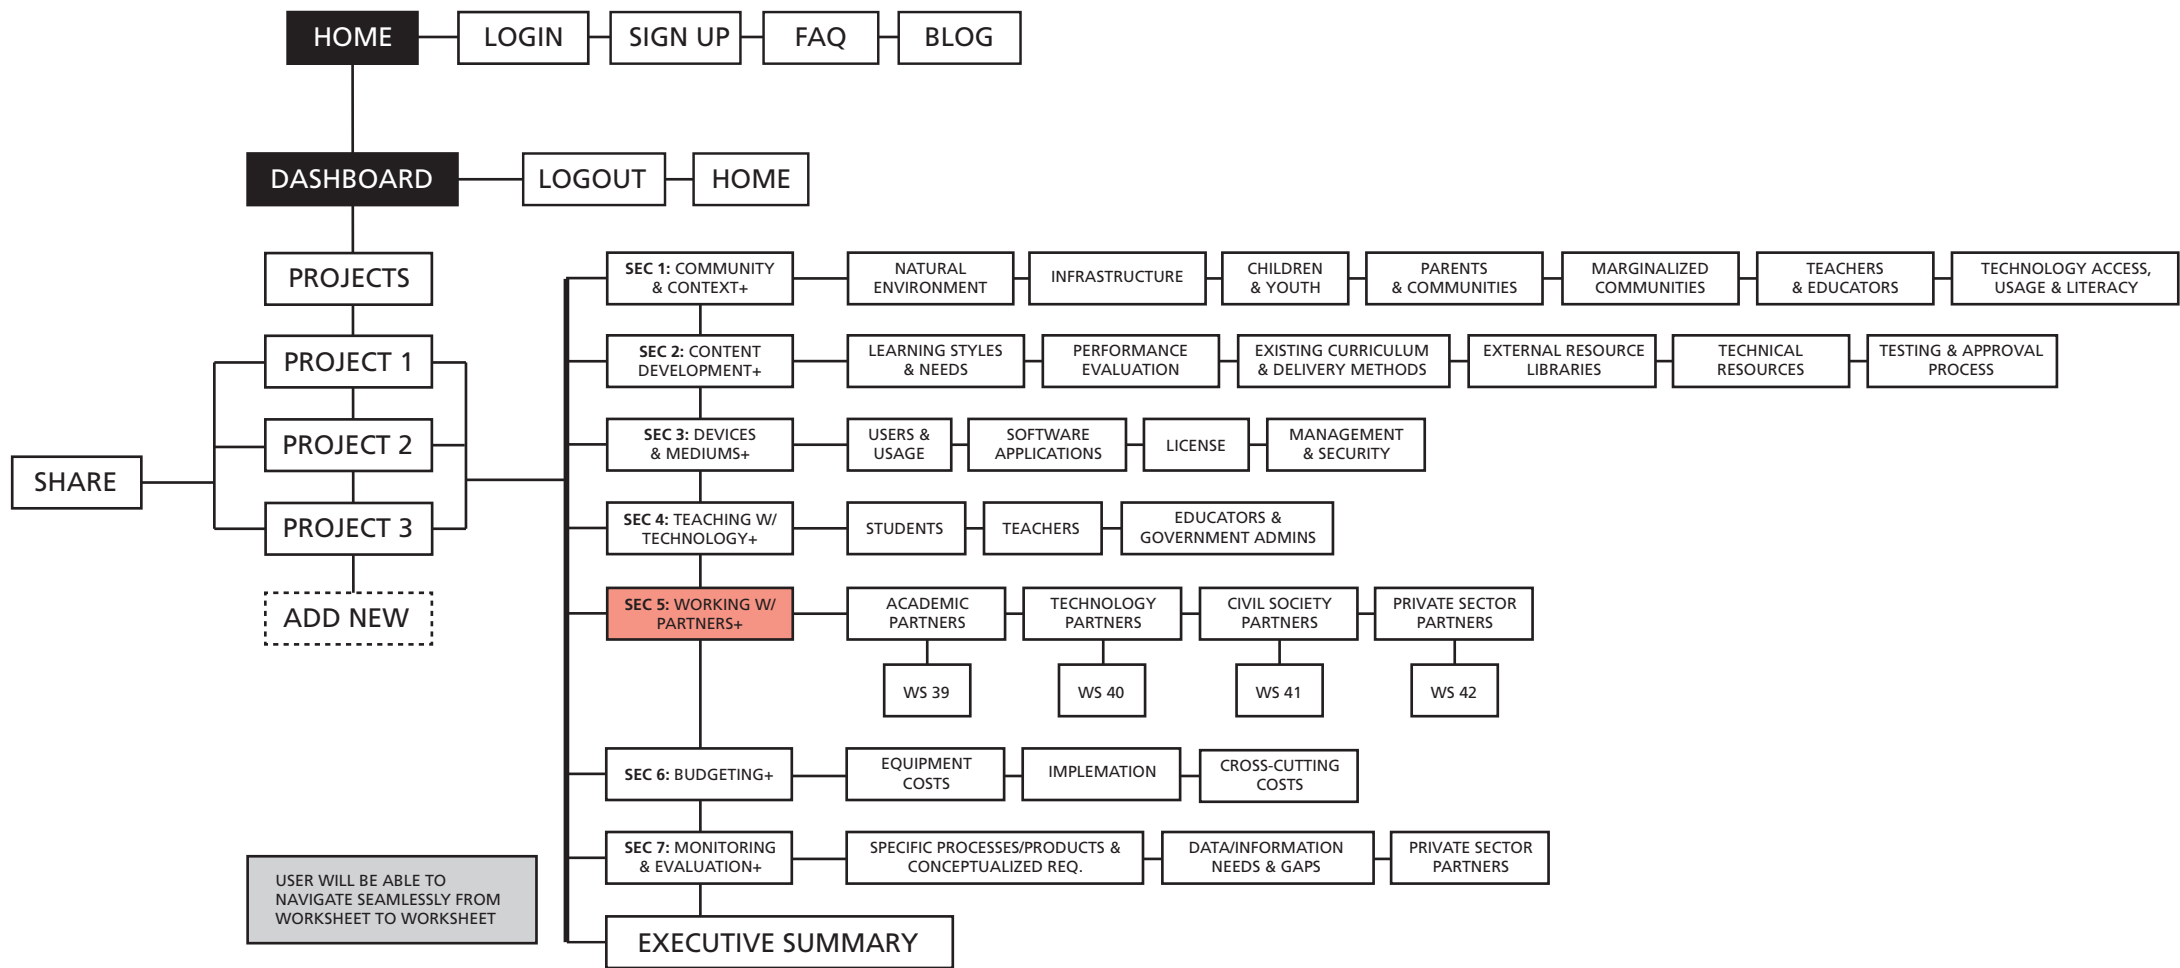 HOME
LOGIN
SIGN UP
FAQ
BLOG
DASHBOARD
LOGOUT
HOME
PROJECTS
PROJECT 1
PROJECT 2
PROJECT 3
ADD NEW
SHARE
SEC 1: COMMUNITY
& CONTEXT+
NATURAL
ENVIRONMENT
INFRASTRUCTURE
CHILDREN
& YOUTH
PARENTS
& COMMUNITIES
MARGINALIZED
COMMUNITIES
TEACHERS
& EDUCATORS
TECHNOLOGY ACCESS,
USAGE & LITERACY
SEC 2: CONTENT
DEVELOPMENT+
LEARNING STYLES
& NEEDS
PERFORMANCE
EVALUATION
EXISTING CURRICULUM
& DELIVERY METHODS
EXTERNAL RESOURCE
LIBRARIES
TECHNICAL
RESOURCES
TESTING & APPROVAL
PROCESS
SEC 3: DEVICES
& MEDIUMS+
USERS &
USAGE
SOFTWARE
APPLICATIONS
LICENSE
MANAGEMENT
& SECURITY
SEC 4: TEACHING W/
TECHNOLOGY+
STUDENTS
TEACHERS
EDUCATORS &
GOVERNMENT ADMINS
SEC 5: WORKING W/
PARTNERS+
ACADEMIC
PARTNERS
TECHNOLOGY
PARTNERS
CIVIL SOCIETY
PARTNERS
PRIVATE SECTOR
PARTNERS
WS 39
WS 40
WS 41
WS 42
SEC 6: BUDGETING+
EQUIPMENT
COSTS
IMPLEMATION
CROSS-CUTTING
COSTS
SEC 7: MONITORING
& EVALUATION+
SPECIFIC PROCESSES/PRODUCTS &
CONCEPTUALIZED REQ.
DATA/INFORMATION
NEEDS & GAPS
PRIVATE SECTOR
PARTNERS
EXECUTIVE SUMMARY
USER WILL BE ABLE TO
NAVIGATE SEAMLESSLY FROM
WORKSHEET TO WORKSHEET